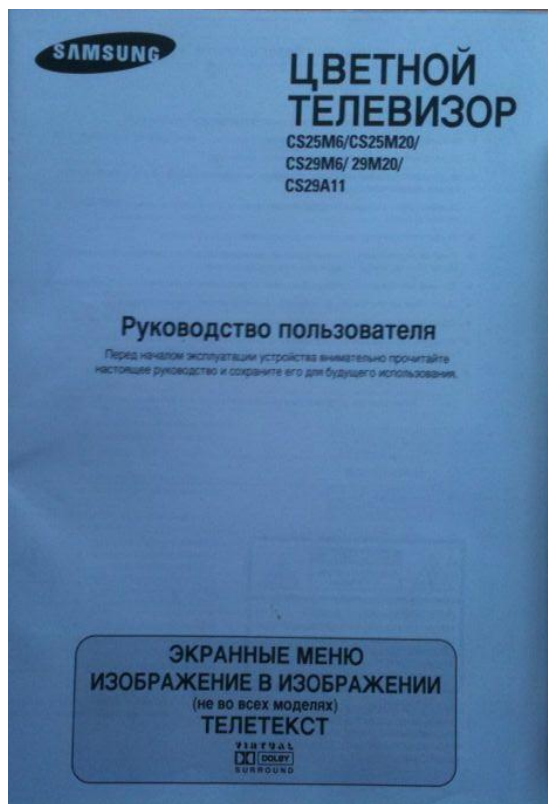 SAMSUNG
ЦВЕТНОЙ
ТЕЛЕВИЗОР
CS25M6/CS25M20/
CS29M6/ 29M20/
CS29A11
Руководство пользователя
Перед началом эксплуатации устройства внимательно прочитайте
настоящее руководство и сохраните его для будущего использования.
ЭКРАННЫЕ МЕНЮ
ИЗОБРАЖЕНИЕ В ИЗОБРАЖЕНИИ
(не во всех моделях)
ТЕЛЕТЕКСТ
VIRTUAL
DOLBY
SURROUND